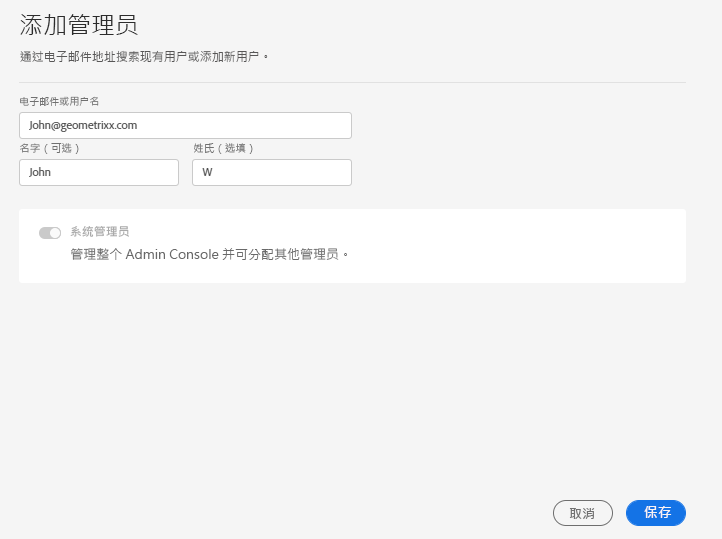 添加管理员
通过电子邮件地址搜索现有用户或添加新用户。
电子邮件或用户名
John@geometrixx.com
名字（可选） 姓氏（选填）
John W
系统管理员
管理整个 Admin Console 并可分配其他管理员。
取消 保存